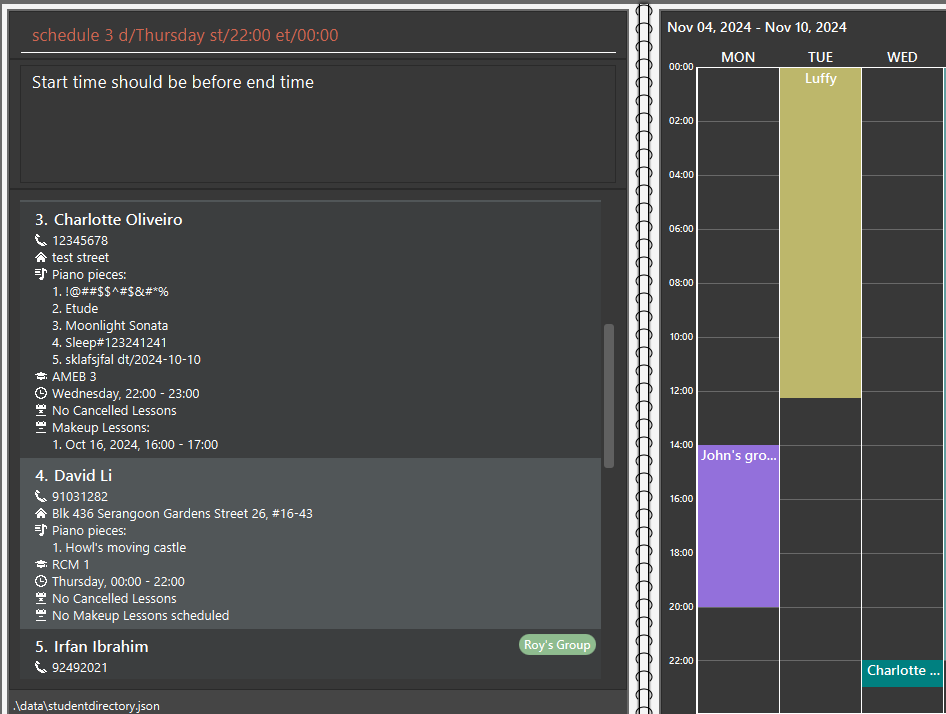 schedule 3 d/Thursday st/22:00 et/00:00
Start time should be before end time
3. Charlotte Oliveiro
12345678
test street
Piano pieces:
1. !@##$$^#$&#*%
2. Etude
3. Moonlight Sonata
4. Sleep#123241241
5. sklafsjfal dt/2024-10-10
AMEB 3
Wednesday, 22:00 - 23:00
No Cancelled Lessons
Makeup Lessons:
1. Oct 16, 2024, 16:00 - 17:00
4. David Li
91031282
Blk 436 Serangoon Gardens Street 26, #16-43
Piano pieces:
1. Howl's moving castle
RCM 1
Thursday, 00:00 - 22:00
No Cancelled Lessons
No Makeup Lessons scheduled
5. Irfan Ibrahim
Roy's Group
92492021
.\data\studentdirectory.json
Nov 04, 2024 - Nov 10, 2024
MON TUE WED
00:00
Luffy
02:00
04:00
06:00
08:00
10:00
12:00
14:00
John's gro...
16:00
18:00
20:00
22:00
Charlotte ...